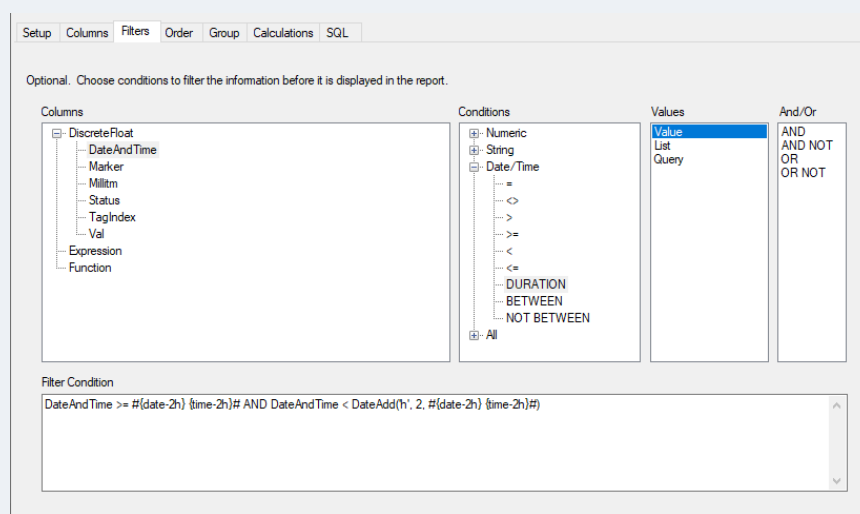 Setup Columns Filters Order Group Calculations SQL
Optional. Choose conditions to filter the information before it is displayed in the report.
Columns
DiscreteFloat
DateAndTime
Marker
Millitm
Status
TagIndex
Val
Expression
Function
Conditions
Numeric
String
Date/Time
=
<>
>
>=
<
<=
DURATION
BETWEEN
NOT BETWEEN
All
Values
Value
List
Query
And/Or
AND
AND NOT
OR
OR NOT
Filter Condition
DateAndTime >= #{date-2h} {time-2h}# AND DateAndTime < DateAdd('h', 2, #{date-2h} {time-2h}#)